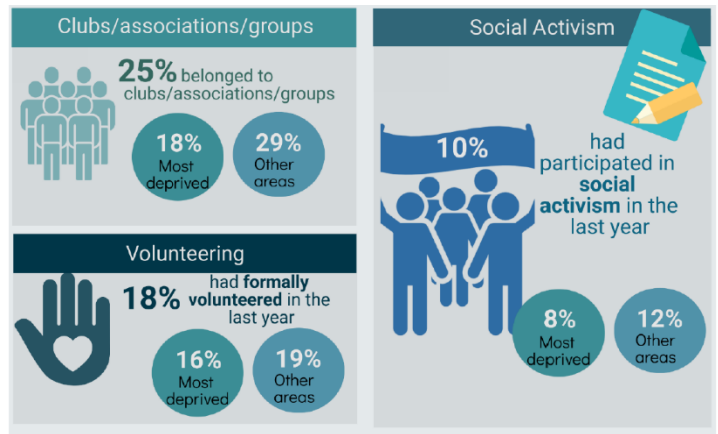 Clubs/associations/groups
25% belonged to
clubs/associations/groups
18%
Most
deprived
29%
Other
areas
Volunteering
18%
had formally
volunteered in the
last year
16%
Most
deprived
19%
Other
areas
Social Activism
10%
had
participated in
social
activism in the
last year
8%
Most
deprived
12%
Other
areas